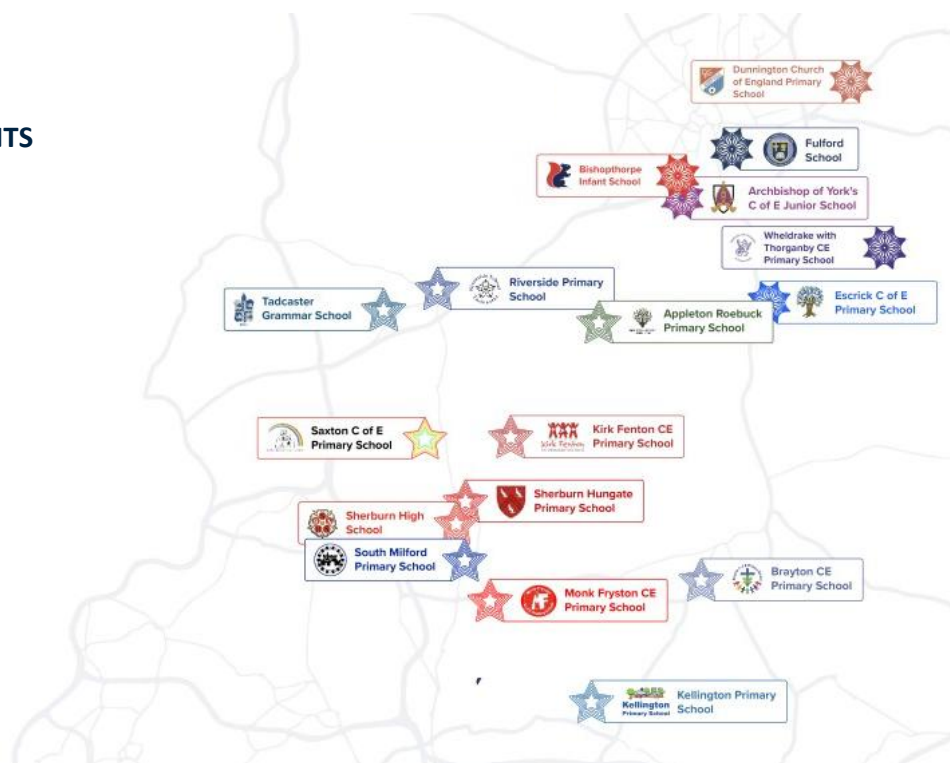 ITS
Dunnington Church
of England Primary
School
Fulford
School
Bishopthorpe
Infant School
Archbishop of York's
C of E Junior School
Wheldrake with
Thorganby CE
Primary School
Riverside Primary
School
Tadcaster
Grammar School
Escrick C of E
Primary School
Appleton Roebuck
Primary School
Saxton C of E
Primary School
Kirk Fenton
Kirk Fenton CE
Primary School
Sherburn Hungate
Primary School
Sherburn High
School
South Milford
Primary School
Brayton CE
Primary School
Monk Fryston CE
Primary School
,
Kellington
Primary School
Kellington Primary
School